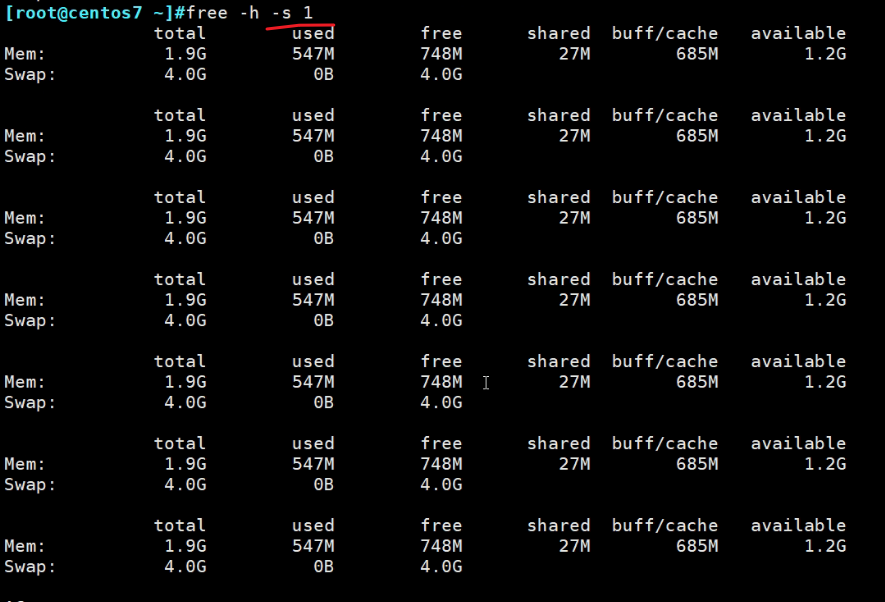 [root@centos7 ~]#free -h -s 1
total used free shared buff/cache available
Mem: 1.9G 547M 748M 27M 685M 1.2G
Swap: 4.0G 0B 4.0G
total used free shared buff/cache available
Mem: 1.9G 547M 748M 27M 685M 1.2G
Swap: 4.0G 0B 4.0G
total used free shared buff/cache available
Mem: 1.9G 547M 748M 27M 685M 1.2G
Swap: 4.0G 0B 4.0G
total used free shared buff/cache available
Mem: 1.9G 547M 748M 27M 685M 1.2G
Swap: 4.0G 0B 4.0G
total used free shared buff/cache available
Mem: 1.9G 547M 748M 27M 685M 1.2G
Swap: 4.0G 0B 4.0G
total used free shared buff/cache available
Mem: 1.9G 547M 748M 27M 685M 1.2G
Swap: 4.0G 0B 4.0G
total used free shared buff/cache available
Mem: 1.9G 547M 748M 27M 685M 1.2G
Swap: 4.0G 0B 4.0G